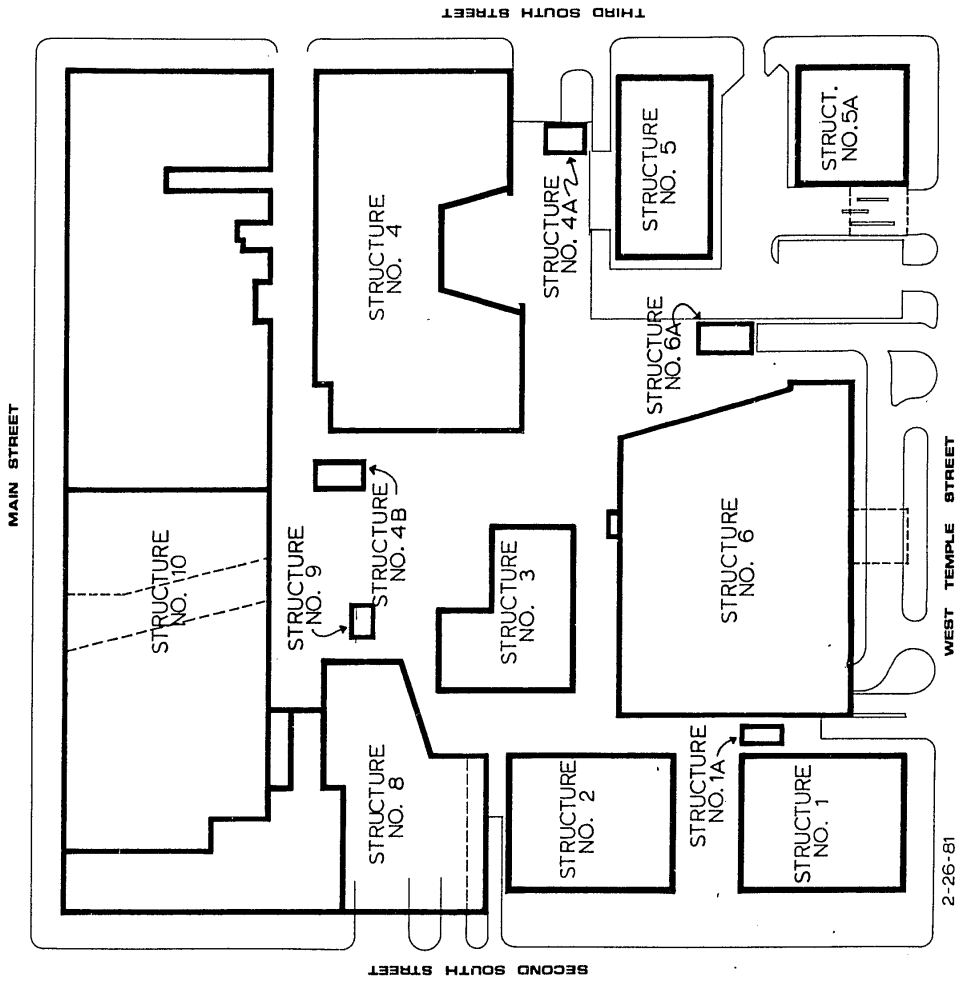 THIRD SOUTH STREET
MAIN STREET
STRUCTURE
NO. 4
STRUCTURE
NO. 4A
STRUCTURE
NO. 5
STRUCT.
NO. 5A
STRUCTURE
NO. 6A
STRUCTURE
NO. 10
STRUCTURE
NO. 9
STRUCTURE
NO. 4B
STRUCTURE
NO. 3
STRUCTURE
NO. 6
WEST TEMPLE STREET
STRUCTURE
NO. 8
STRUCTURE
NO. 2
STRUCTURE
NO. 1A
STRUCTURE
NO. 1
2-26-81
SECOND SOUTH STREET